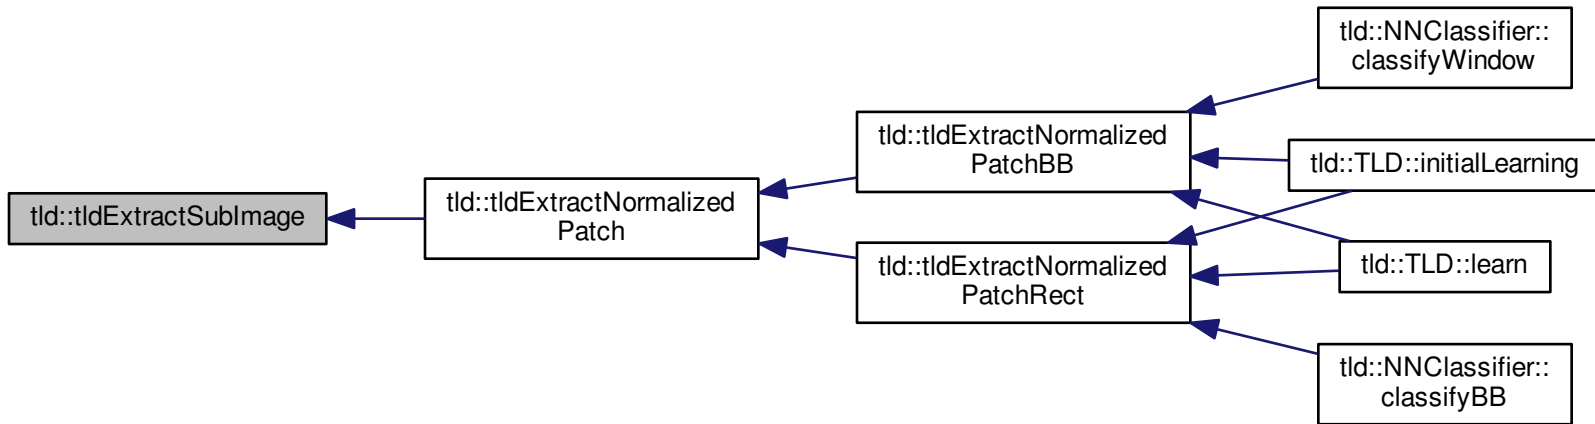 tld::tldExtractSubImage
tld::tldExtractNormalized
Patch
tld::tldExtractNormalized
PatchBB
tld::tldExtractNormalized
PatchRect
tld::NNClassifier::
classifyWindow
tld::TLD::initialLearning
tld::TLD::learn
tld::NNClassifier::
classifyBB